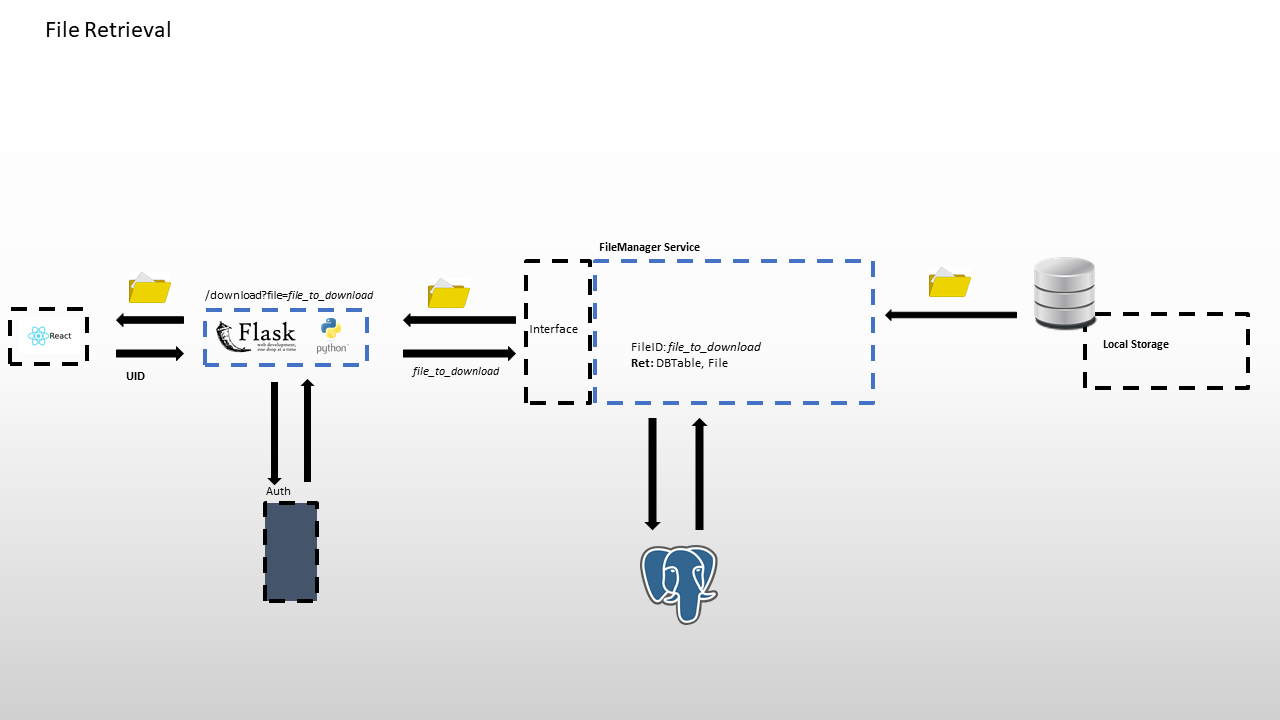 File Retrieval
FileManager Service
/download?file=file_to_download
React
Flask
web development,
one drop at a time
python
UID
Interface
file_to_download
FileID: file_to_download
Ret: DBTable, File
Local Storage
Auth